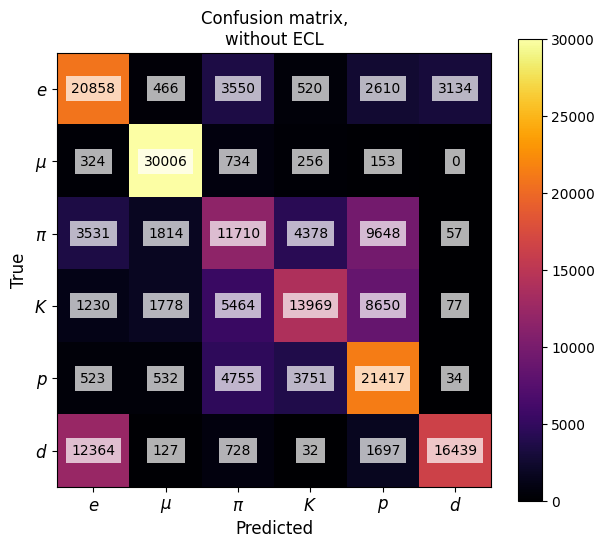 Confusion matrix,
without ECL
True
e 20858 466 3550 520 2610 3134
μ 324 30006 734 256 153 0
π 3531 1814 11710 4378 9648 57
K 1230 1778 5464 13969 8650 77
p 523 532 4755 3751 21417 34
d 12364 127 728 32 1697 16439
e μ π K p d
Predicted
30000
25000
20000
15000
10000
5000
0